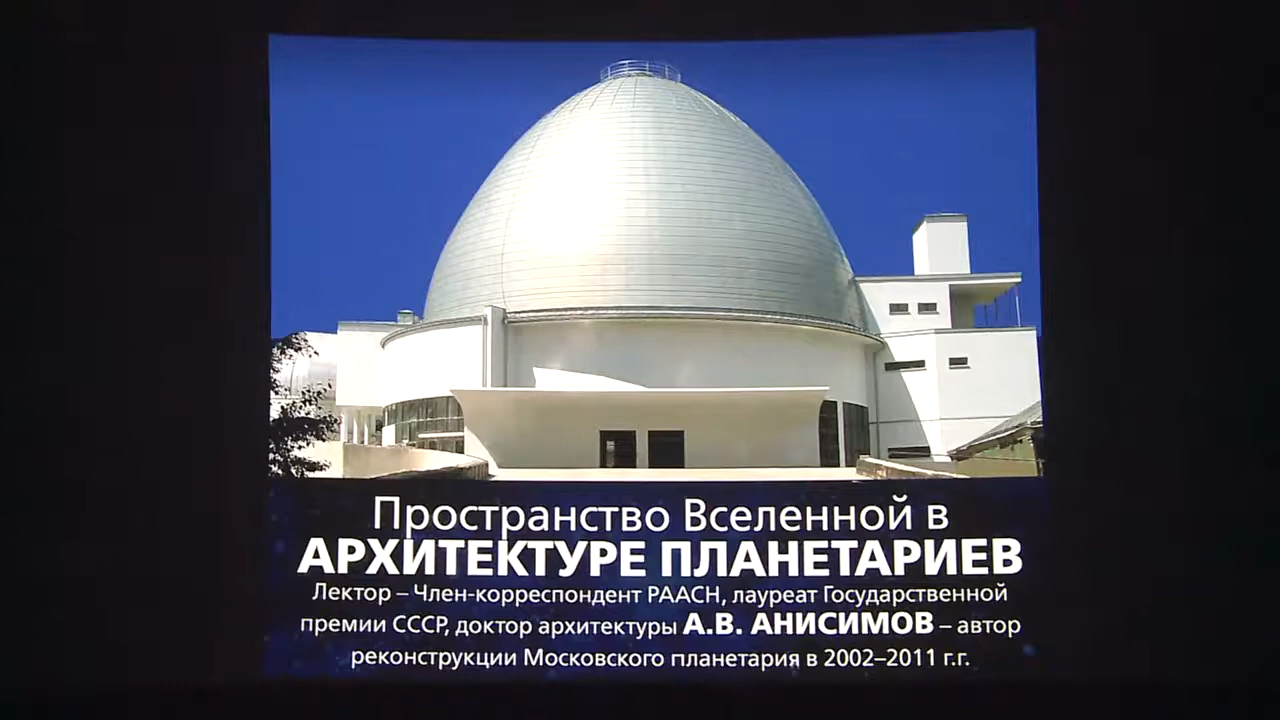 Пространство Вселенной в
АРХИТЕКТУРЕ ПЛАНЕТАРИЕВ
Лектор – Член-корреспондент РААСН, лауреат Государственной
премии СССР, доктор архитектуры А.В. АНИСИМОВ – автор
реконструкции Московского планетария в 2002–2011 г.г.